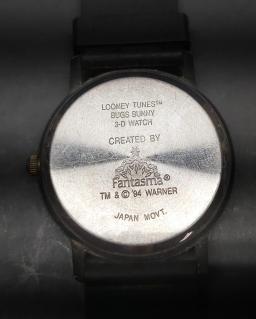 LOONEY TUNES™
BUGS BUNNY
3-D WATCH
CREATED BY
Fantasma®
TM & © '94 WARNER
JAPAN MOVT.